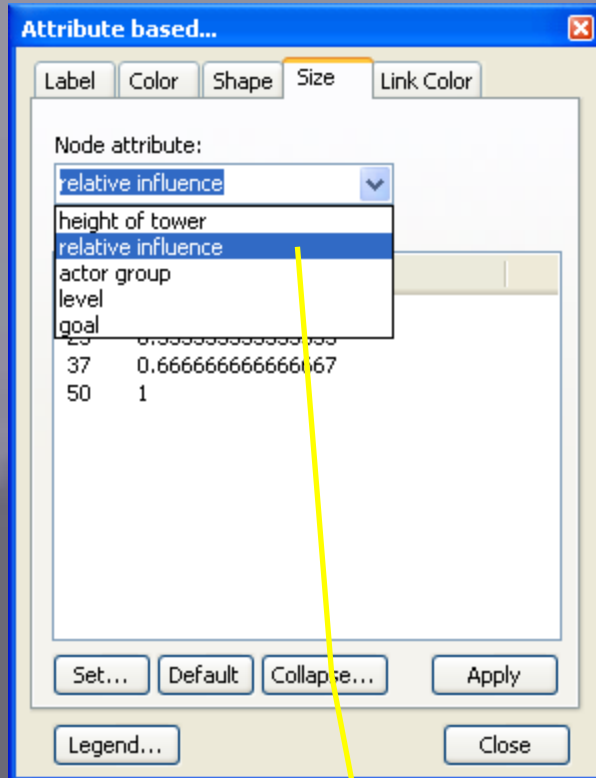 Attribute based...
Label Color Shape Size Link Color
Node attribute:
relative influence
height of tower
relative influence
actor group
level
goal
37 0.666666666666667
50 1
Set... Default Collapse... Apply
Legend... Close